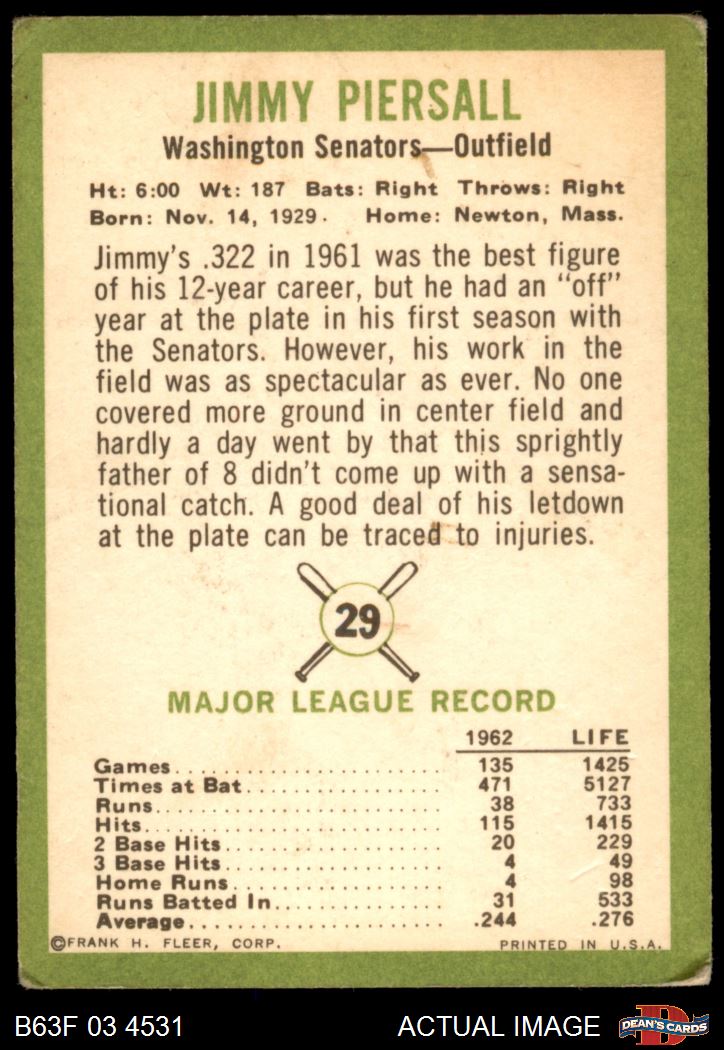 JIMMY PIERSALL
Washington Senators—Outfield
Ht: 6:00 Wt: 187 Bats: Right Throws: Right
Born: Nov. 14, 1929. Home: Newton, Mass.
Jimmy's .322 in 1961 was the best figure
of his 12-year career, but he had an “off”
year at the plate in his first season with
the Senators. However, his work in the
field was as spectacular as ever. No one
covered more ground in center field and
hardly a day went by that this sprightly
father of 8 didn't come up with a sensa-
tional catch. A good deal of his letdown
at the plate can be traced to injuries.
29
MAJOR LEAGUE RECORD
1962 LIFE
Games 135 1425
Times at Bat 471 5127
Runs 38 733
Hits 115 1415
2 Base Hits 20 229
3 Base Hits 4 49
Home Runs 4 98
Runs Batted In 31 533
Average .244 .276
©FRANK H. FLEER, CORP. PRINTED IN U.S.A.
B63F 03 4531 ACTUAL IMAGE D DEAN'S CARDS